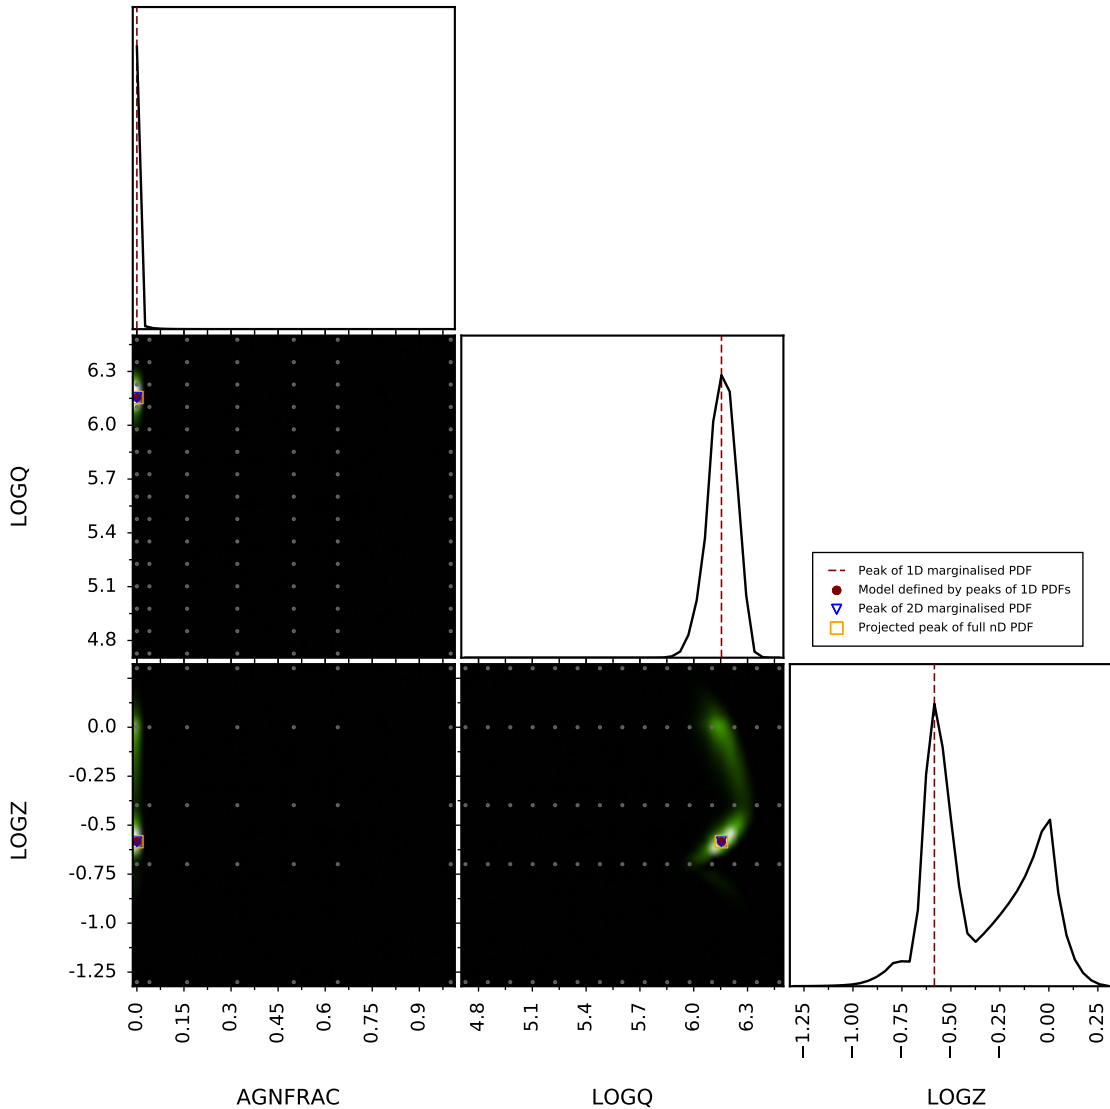 6.3
6.0
5.7
5.4
5.1
4.8
LOGQ
Peak of 1D marginalised PDF
Model defined by peaks of 1D PDFs
Peak of 2D marginalised PDF
Projected peak of full nD PDF
0.0
-0.25
-0.5
-0.75
-1.0
-1.25
LOGZ
0.0 0.15 0.3 0.45 0.6 0.75 0.9
4.8 5.1 5.4 5.7 6.0 6.3
−1.25 −1.00 −0.75 −0.50 −0.25 0.00 0.25
AGNFRAC LOGQ LOGZ